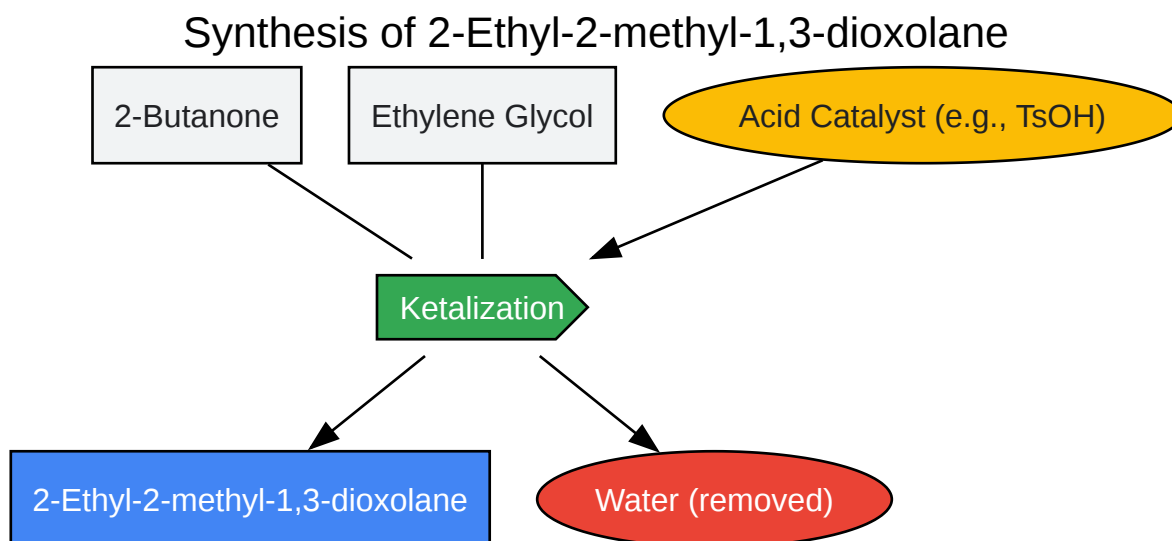 Synthesis of 2-Ethyl-2-methyl-1,3-dioxolane
2-Butanone
Ethylene Glycol
Acid Catalyst (e.g., TsOH)
Ketalization
2-Ethyl-2-methyl-1,3-dioxolane
Water (removed)